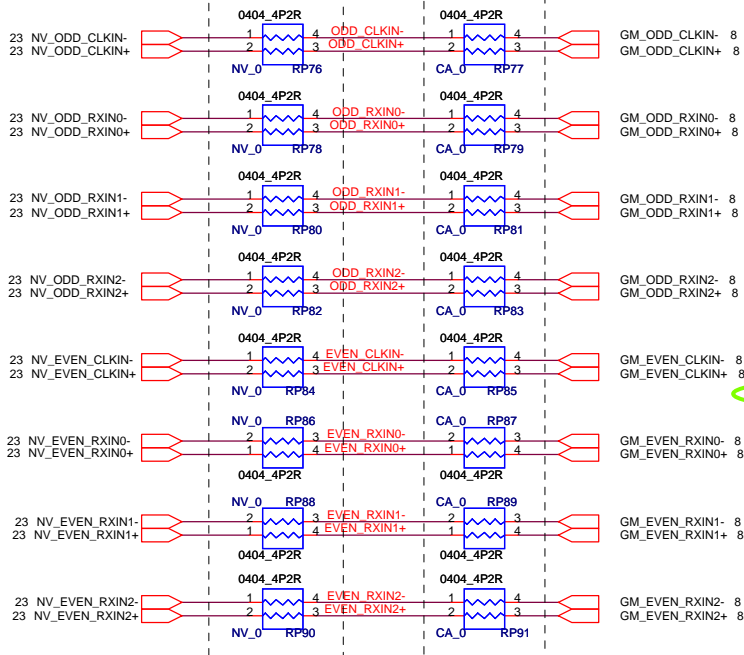 0404_4P2R 0404_4P2R
23 NV_ODD_CLKIN- 1 4 ODD_CLKIN- 1 4 GM_ODD_CLKIN- 8
23 NV_ODD_CLKIN+ 2 3 ODD_CLKIN+ 2 3 GM_ODD_CLKIN+ 8
NV_0 RP76 CA_0 RP77
0404_4P2R 0404_4P2R
23 NV_ODD_RXIN0- 1 4 ODD_RXIN0- 1 4 GM_ODD_RXIN0- 8
23 NV_ODD_RXIN0+ 2 3 ODD_RXIN0+ 2 3 GM_ODD_RXIN0+ 8
NV_0 RP78 CA_0 RP79
0404_4P2R 0404_4P2R
23 NV_ODD_RXIN1- 1 4 ODD_RXIN1- 1 4 GM_ODD_RXIN1- 8
23 NV_ODD_RXIN1+ 2 3 ODD_RXIN1+ 2 3 GM_ODD_RXIN1+ 8
NV_0 RP80 CA_0 RP81
0404_4P2R 0404_4P2R
23 NV_ODD_RXIN2- 1 4 ODD_RXIN2- 1 4 GM_ODD_RXIN2- 8
23 NV_ODD_RXIN2+ 2 3 ODD_RXIN2+ 2 3 GM_ODD_RXIN2+ 8
NV_0 RP82 CA_0 RP83
0404_4P2R 0404_4P2R
23 NV_EVEN_CLKIN- 1 4 EVEN_CLKIN- 1 4 GM_EVEN_CLKIN- 8
23 NV_EVEN_CLKIN+ 2 3 EVEN_CLKIN+ 2 3 GM_EVEN_CLKIN+ 8
NV_0 RP84 CA_0 RP85
NV_0 RP86 CA_0 RP87
23 NV_EVEN_RXIN0- 2 3 EVEN_RXIN0- 2 3 GM_EVEN_RXIN0- 8
23 NV_EVEN_RXIN0+ 1 4 EVEN_RXIN0+ 1 4 GM_EVEN_RXIN0+ 8
0404_4P2R 0404_4P2R
NV_0 RP88 CA_0 RP89
23 NV_EVEN_RXIN1- 2 3 EVEN_RXIN1- 2 3 GM_EVEN_RXIN1- 8
23 NV_EVEN_RXIN1+ 1 4 EVEN_RXIN1+ 1 4 GM_EVEN_RXIN1+ 8
0404_4P2R 0404_4P2R
0404_4P2R 0404_4P2R
23 NV_EVEN_RXIN2- 1 4 EVEN_RXIN2- 1 4 GM_EVEN_RXIN2- 8
23 NV_EVEN_RXIN2+ 2 3 EVEN_RXIN2+ 2 3 GM_EVEN_RXIN2+ 8
NV_0 RP90 CA_0 RP91